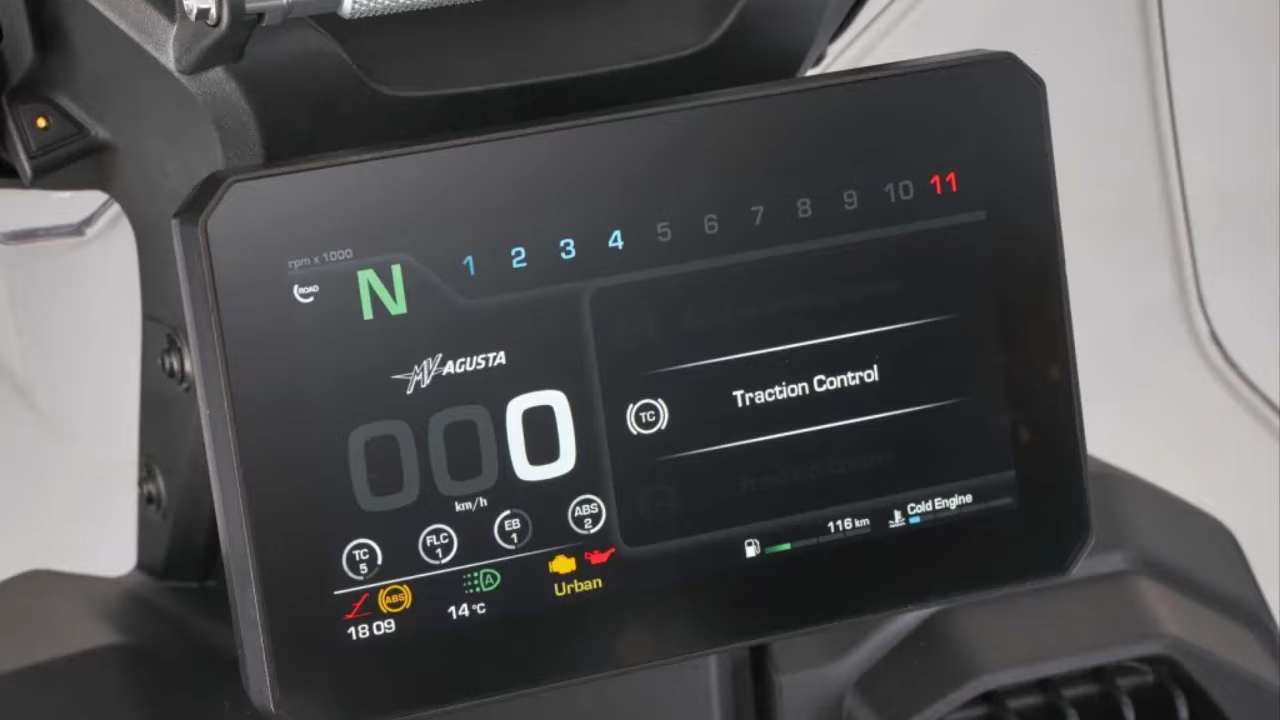 rpm x 1000
1 2 3 4 5 6 7 8 9 10 11
ROAD
N
MV AGUSTA
000
km/h
Traction Control
TC
TC 5
FLC 1
EB 1
ABS 2
116 km
Cold Engine
ABS
A
Urban
18 09
14 °C